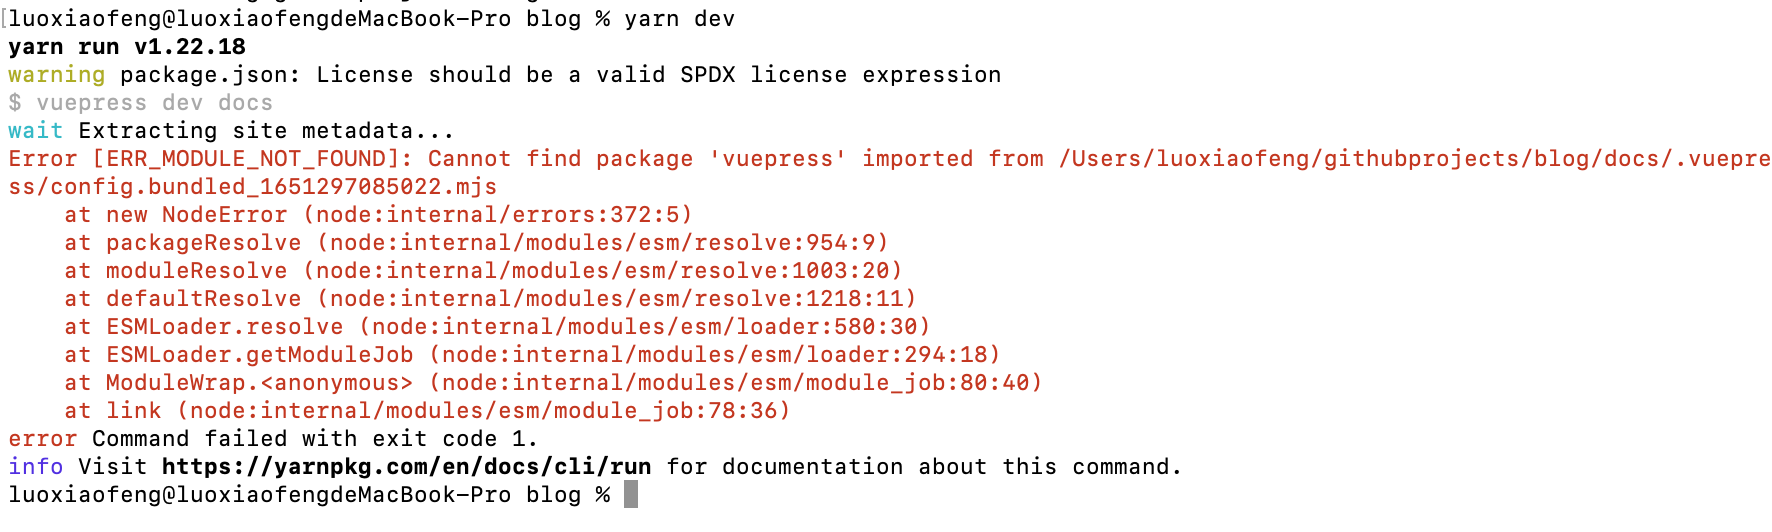 luoxiaofeng@luoxiaofengdeMacBook-Pro blog % yarn dev
yarn run v1.22.18
warning package.json: License should be a valid SPDX license expression
$ vuepress dev docs
wait Extracting site metadata...
Error [ERR_MODULE_NOT_FOUND]: Cannot find package 'vuepress' imported from /Users/luoxiaofeng/githubprojects/blog/docs/.vuepre
ss/config.bundled_1651297085022.mjs
    at new NodeError (node:internal/errors:372:5)
    at packageResolve (node:internal/modules/esm/resolve:954:9)
    at moduleResolve (node:internal/modules/esm/resolve:1003:20)
    at defaultResolve (node:internal/modules/esm/resolve:1218:11)
    at ESMLoader.resolve (node:internal/modules/esm/loader:580:30)
    at ESMLoader.getModuleJob (node:internal/modules/esm/loader:294:18)
    at ModuleWrap.<anonymous> (node:internal/modules/esm/module_job:80:40)
    at link (node:internal/modules/esm/module_job:78:36)
error Command failed with exit code 1.
info Visit https://yarnpkg.com/en/docs/cli/run for documentation about this command.
luoxiaofeng@luoxiaofengdeMacBook-Pro blog %